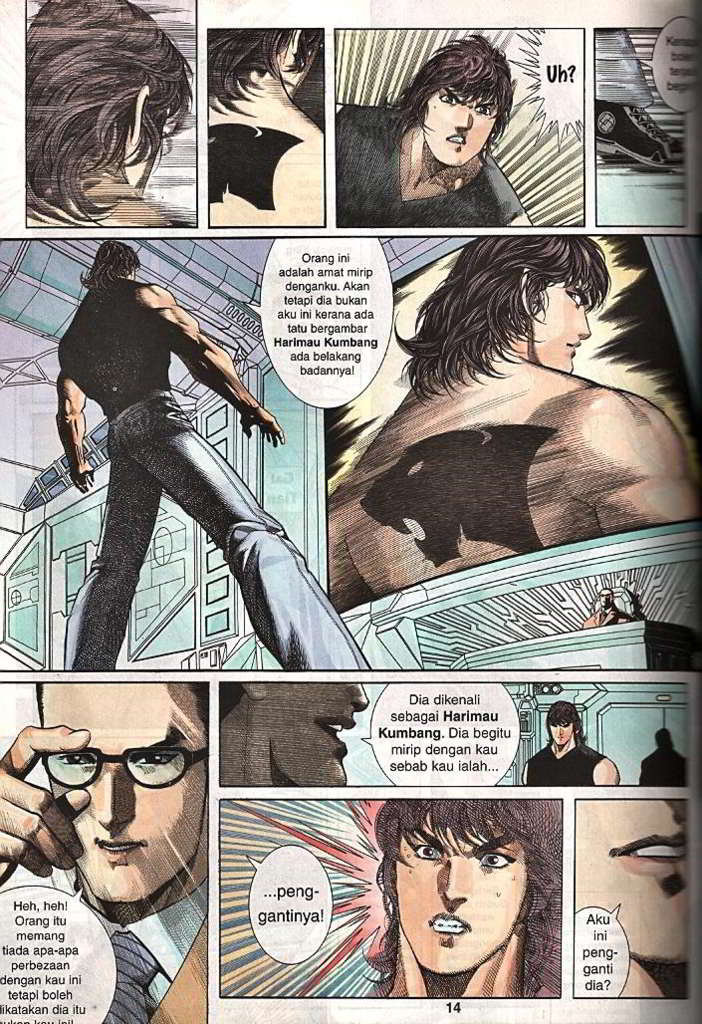 Uh?
Orang ini
adalah amat mirip
denganku. Akan
tetapi dia bukan
aku ini kerana ada
tatu bergambar
Harimau Kumbang
ada belakang
badannya!
Heh, heh!
Orang itu
memang
tiada apa-apa
perbezaan
dengan kau ini
tetapi boleh
dikatakan dia itu
Dia dikenali
sebagai Harimau
Kumbang. Dia begitu
mirip dengan kau
sebab kau ialah...
...peng-
gantinya!
Aku
ini
peng-
ganti
dia?
14